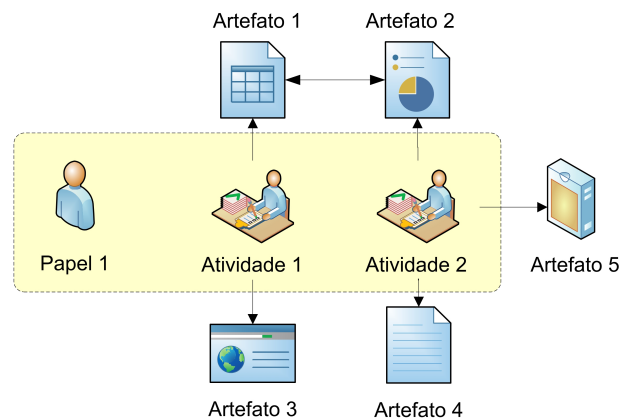 Artefato 1
Artefato 2
Papel 1
Atividade 1
Atividade 2
Artefato 5
Artefato 3
Artefato 4